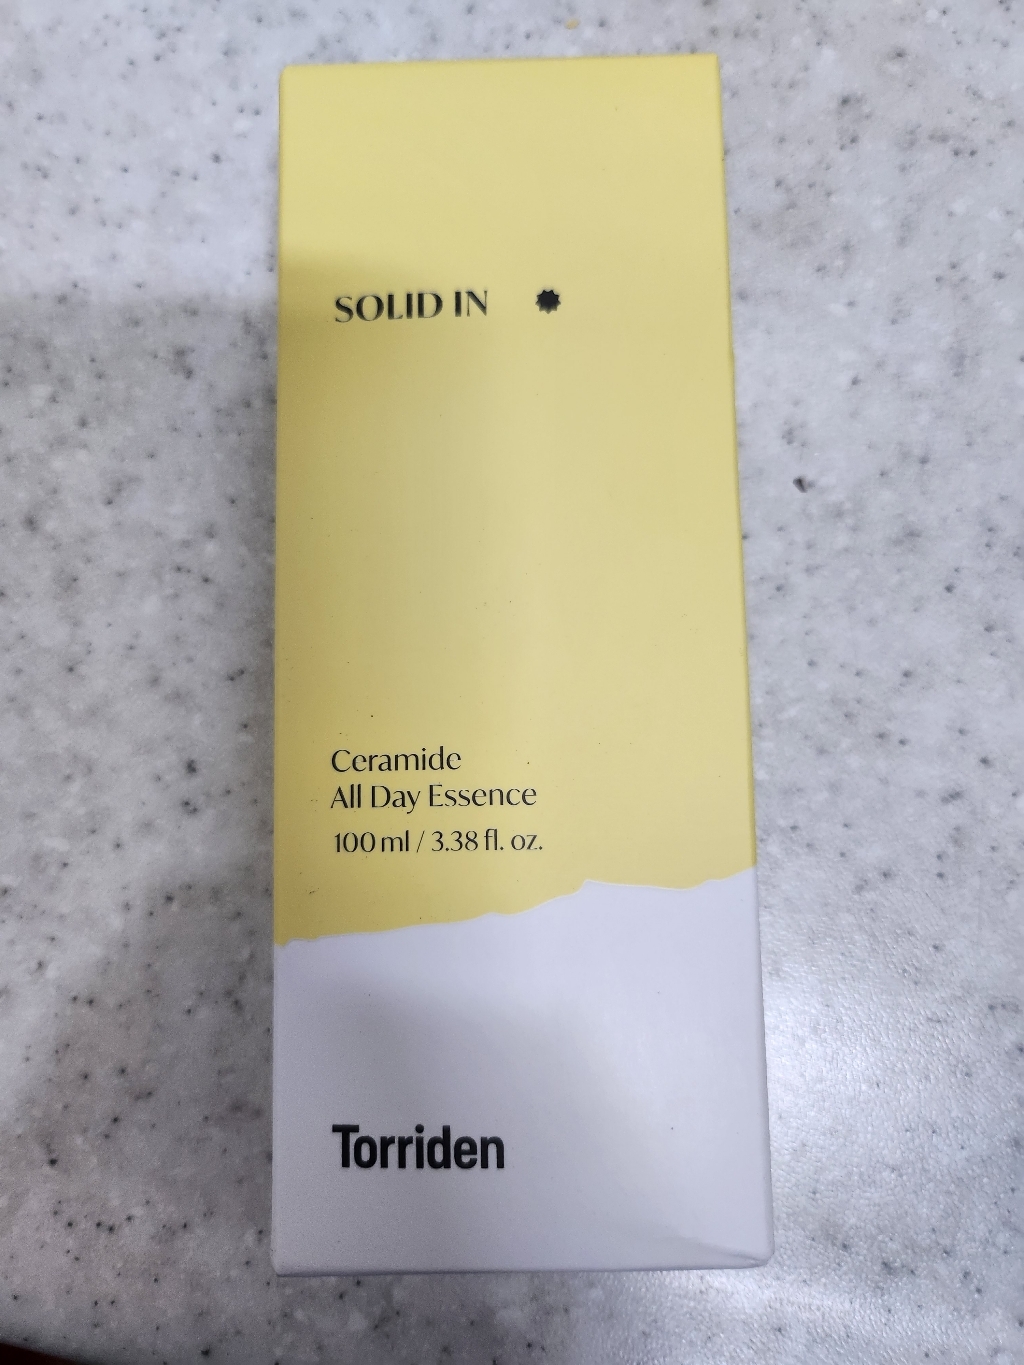 SOLID IN
Ceramide
All Day Essence
100 ml / 3.38 fl. oz.
Torriden